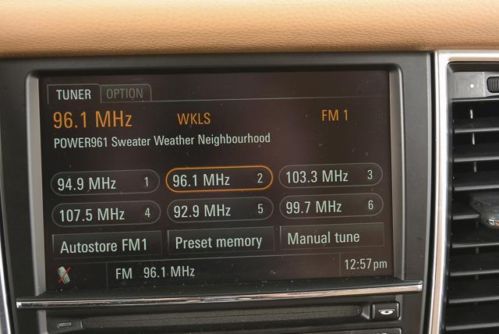 TUNER OPTION
96.1 MHz WKLS FM 1
POWER961 Sweater Weather Neighbourhood
94.9 MHz 1 96.1 MHz 2 103.3 MHz 3
107.5 MHz 4 92.9 MHz 5 99.7 MHz 6
Autostore FM1 Preset memory Manual tune
FM 96.1 MHz 12:57 pm